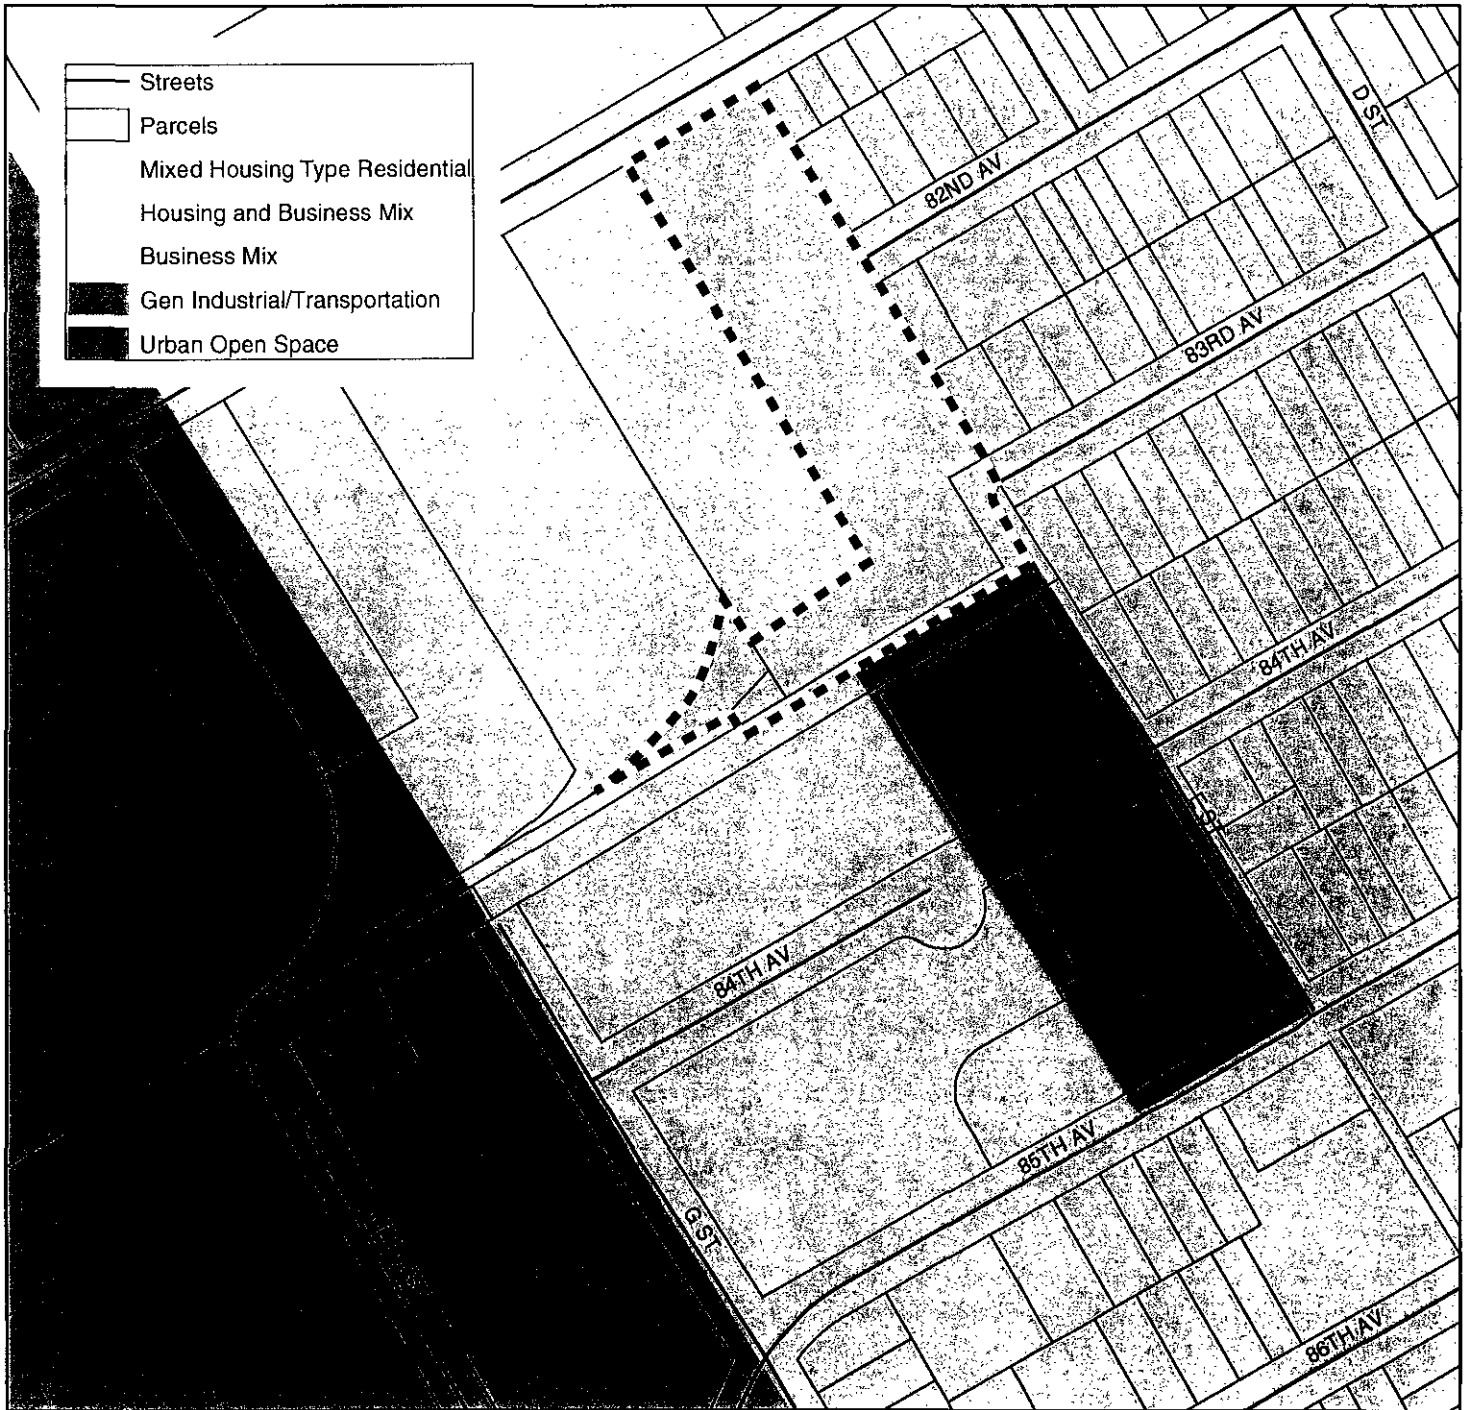 Streets
Parcels
Mixed Housing Type Residential
Housing and Business Mix
Business Mix
Gen Industrial/Transportation
Urban Open Space
D ST
82ND AV
83RD AV
84TH AV
84TH AV
85TH AV
G ST
86TH AV